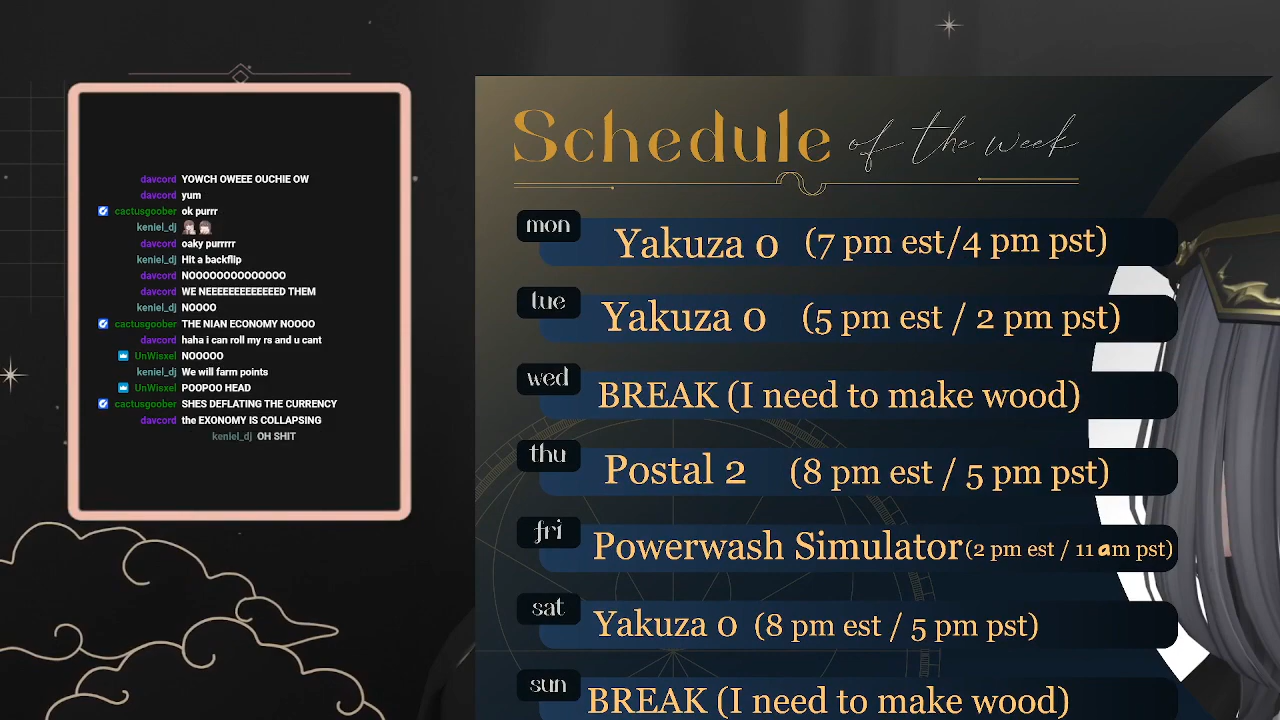 davcord YOWCH OWEEE OUCHIE OW
davcord yum
cactusgoober ok purrr
keniel_dj
davcord oaky purrrrr
keniel_dj Hit a backflip
davcord NOOOOOOOOOOOOOO
davcord WE NEEEEEEEEEEEED THEM
keniel_dj NOOOO
cactusgoober THE NIAN ECONOMY NOOOO
davcord haha i can roll my rs and u cant
UnWisxel NOOOOO
keniel_dj We will farm points
UnWisxel POOPOO HEAD
cactusgoober SHES DEFLATING THE CURRENCY
davcord the EXONOMY IS COLLAPSING
keniel_dj OH SHIT
Schedule of the week
mon Yakuza 0 (7 pm est/4 pm pst)
tue Yakuza 0 (5 pm est / 2 pm pst)
wed BREAK (I need to make wood)
thu Postal 2 (8 pm est / 5 pm pst)
fri Powerwash Simulator (2 pm est / 11 am pst)
sat Yakuza 0 (8 pm est / 5 pm pst)
sun BREAK (I need to make wood)